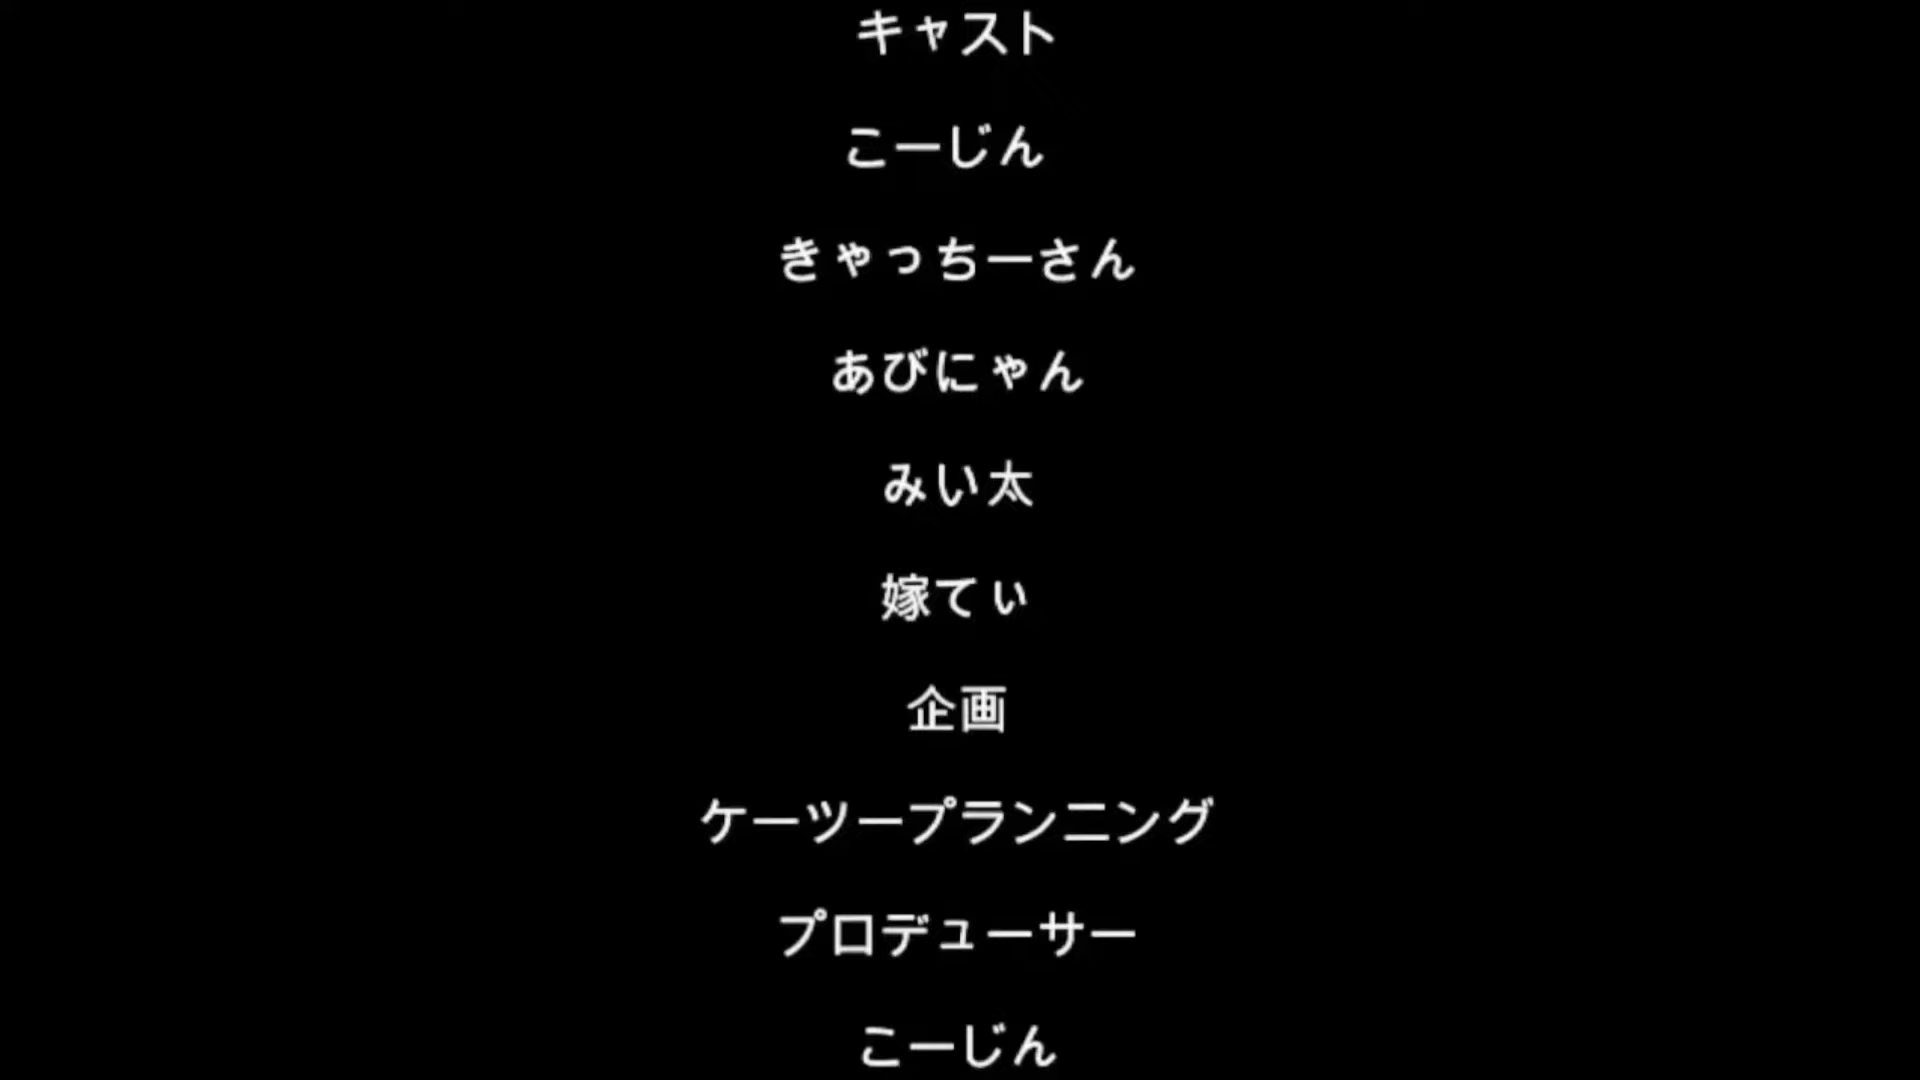 キャスト
こーじん
きゃっちーさん
あびにゃん
みい太
嫁てぃ
企画
ケーツープランニング
プロデューサー
こーじん